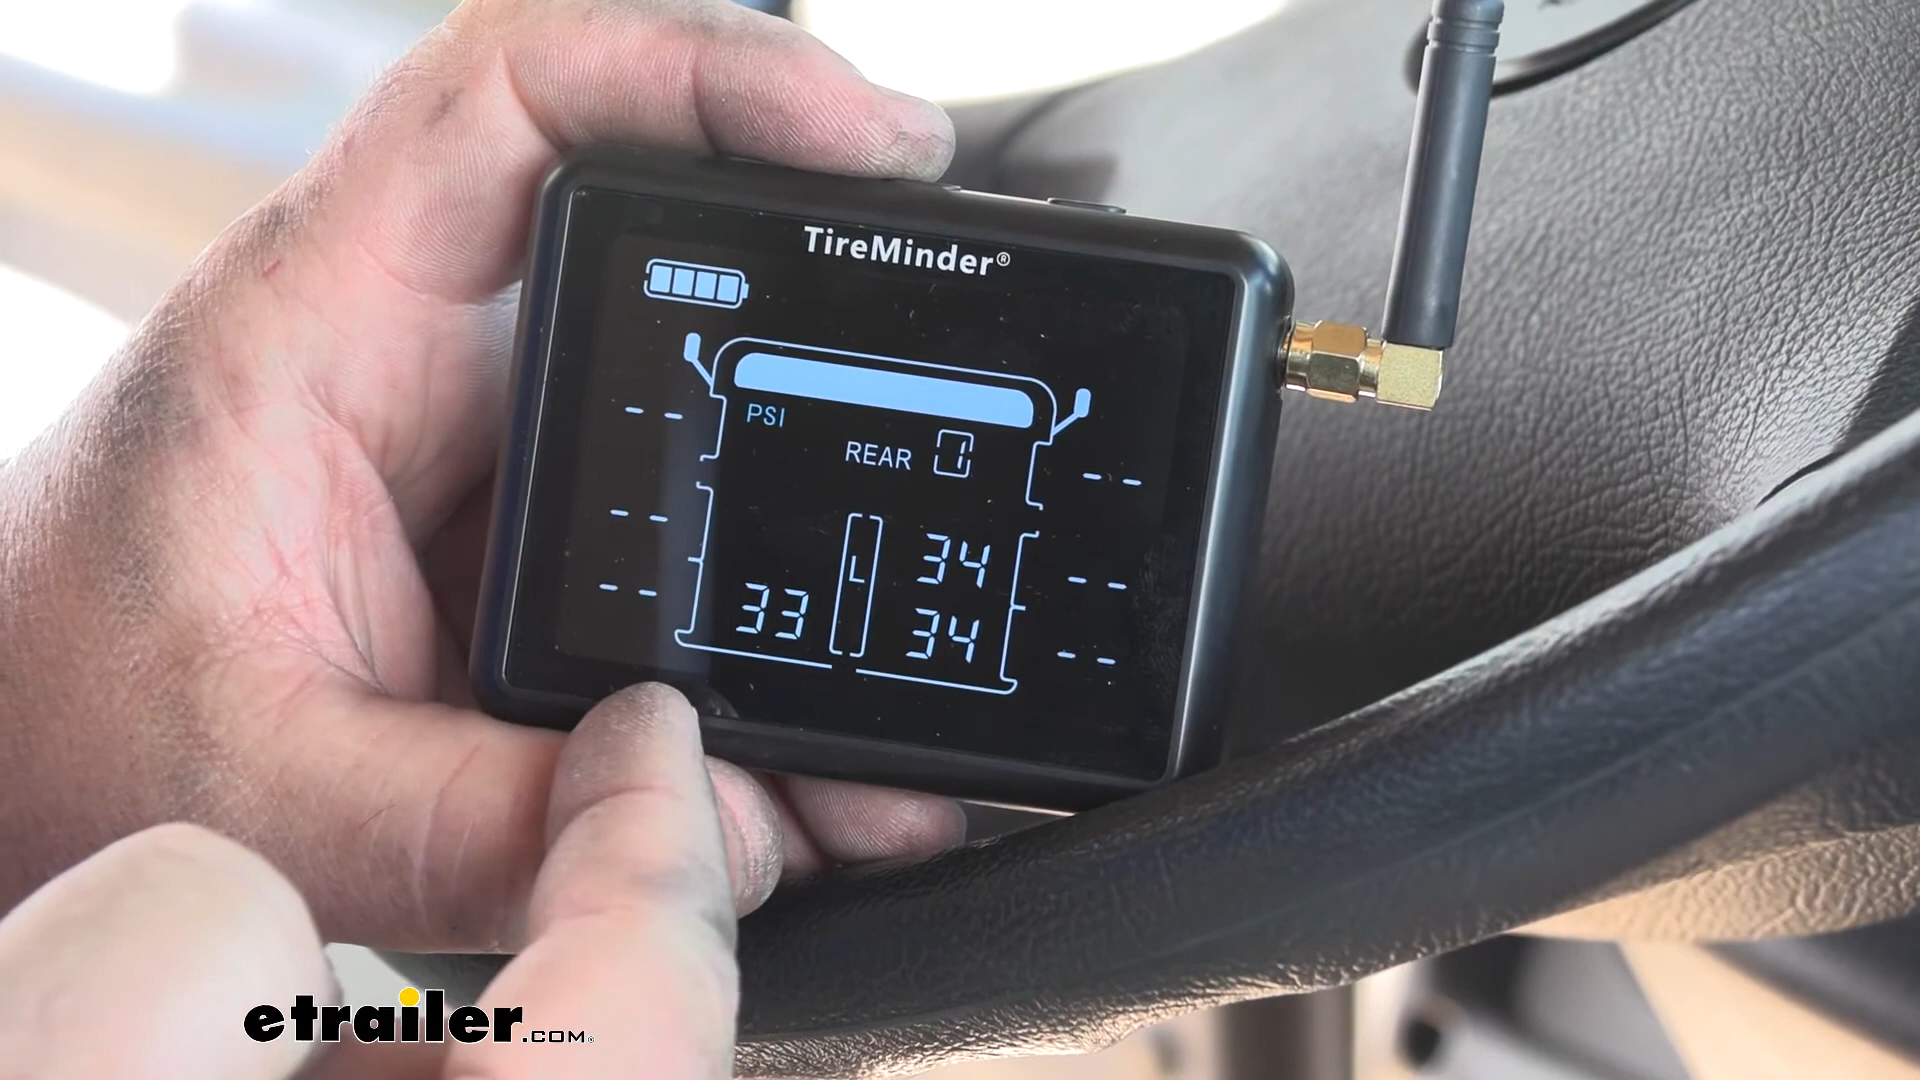 TireMinder®
PSI
REAR 1
-- --
-- --
34
-- --
33
34
-- --
L
etrailer.COM®